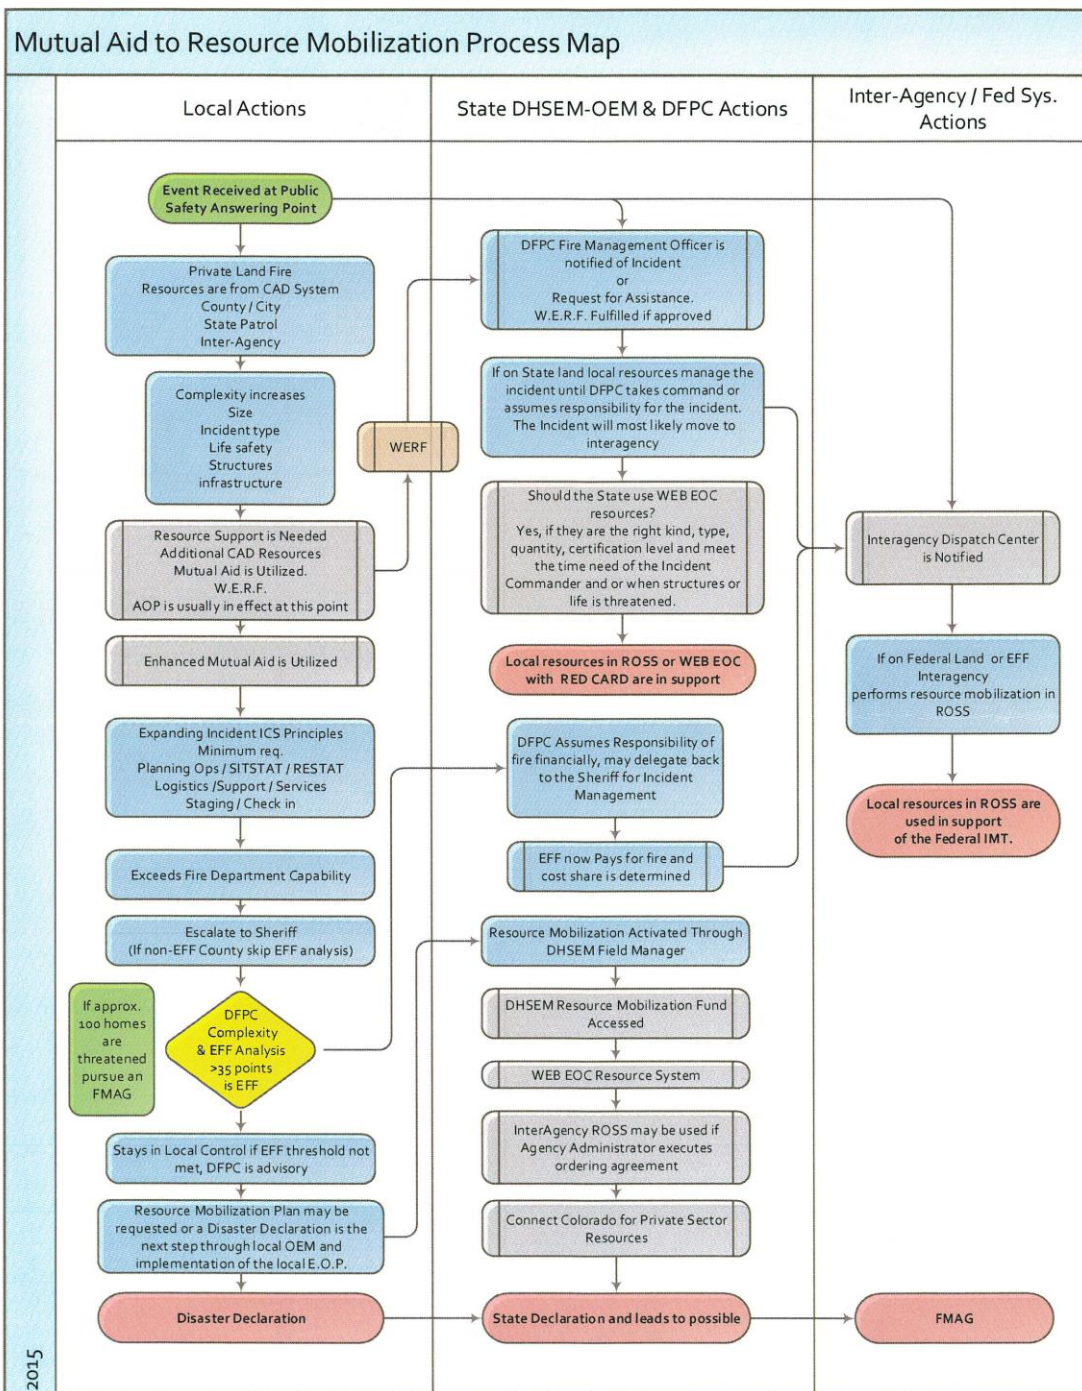 Mutual Aid to Resource Mobilization Process Map
Local Actions
State DHSEM-OEM & DFPC Actions
Inter-Agency / Fed Sys.
Actions
Event Received at Public
Safety Answering Point
Private Land Fire
Resources are from CAD System
County / City
State Patrol
Inter-Agency
Complexity increases
Size
Incident type
Life safety
Structures
infrastructure
WERF
Resource Support is Needed
Additional CAD Resources
Mutual Aid is Utilized.
W.E.R.F.
AOP is usually in effect at this point
Enhanced Mutual Aid is Utilized
Expanding Incident ICS Principles
Minimum req.
Planning Ops / SITSTAT / RESTAT
Logistics /Support / Services
Staging / Check in
Exceeds Fire Department Capability
Escalate to Sheriff
(If non-EFF County skip EFF analysis)
If approx.
100 homes
are
threatened
pursue an
FMAG
DFPC
Complexity
& EFF Analysis
>35 points
is EFF
Stays in Local Control if EFF threshold not
met, DFPC is advisory
Resource Mobilization Plan may be
requested or a Disaster Declaration is the
next step through local OEM and
implementation of the local E.O.P.
Disaster Declaration
DFPC Fire Management Officer is
notified of Incident
or
Request for Assistance.
W.E.R.F. Fulfilled if approved
If on State land local resources manage the
incident until DFPC takes command or
assumes responsibility for the incident.
The Incident will most likely move to
interagency
Should the State use WEB EOC
resources?
Yes, if they are the right kind, type,
quantity, certification level and meet
the time need of the Incident
Commander and or when structures or
life is threatened.
Local resources in ROSS or WEB EOC
with RED CARD are in support
DFPC Assumes Responsibility of
fire financially, may delegate back
to the Sheriff for Incident
Management
EFF now Pays for fire and
cost share is determined
Resource Mobilization Activated Through
DHSEM Field Manager
DHSEM Resource Mobilization Fund
Accessed
WEB EOC Resource System
InterAgency ROSS may be used if
Agency Administrator executes
ordering agreement
Connect Colorado for Private Sector
Resources
State Declaration and leads to possible
Interagency Dispatch Center
is Notified
If on Federal Land or EFF
Interagency
performs resource mobilization in
ROSS
Local resources in ROSS are
used in support
of the Federal IMT.
FMAG
2015